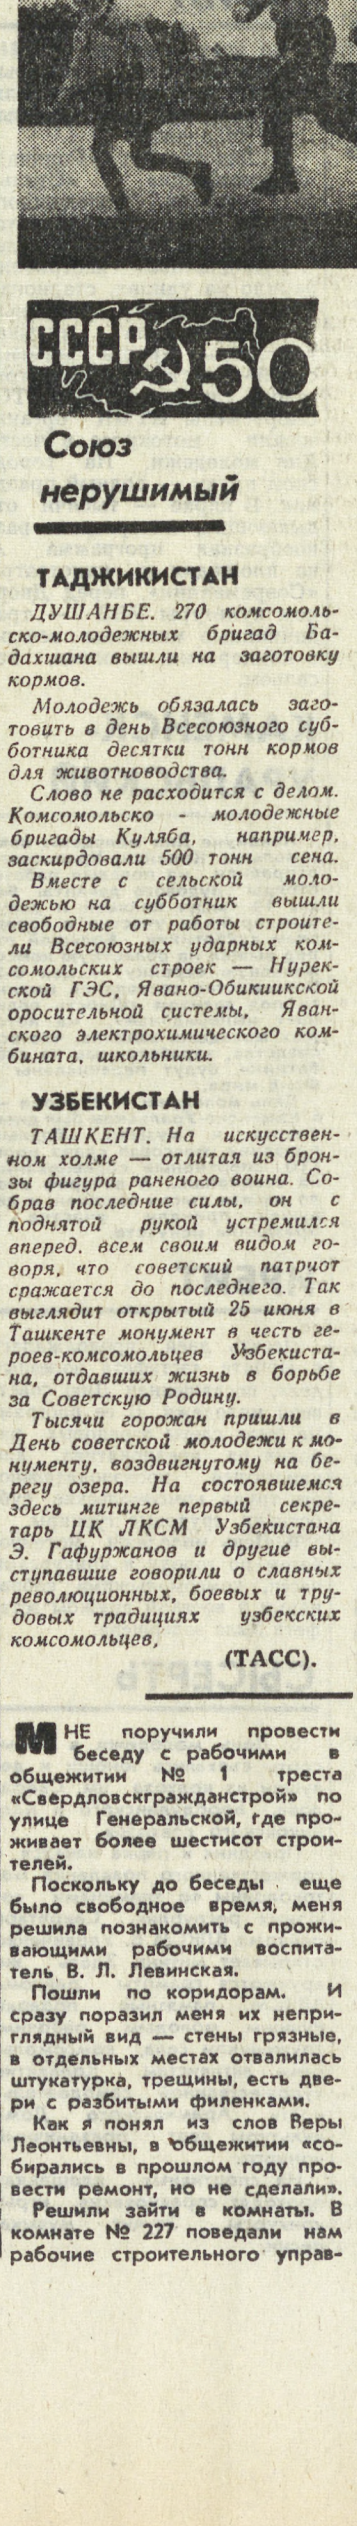 СССР 50
Союз
нерушимый
ТАДЖИКИСТАН
ДУШАНБЕ. 270 комсомоль-
ско-молодежных бригад Ба-
дахшана вышли на заготовку
кормов.
Молодежь обязалась заго-
товить в день Всесоюзного суб-
ботника десятки тонн кормов
для животноводства.
Слово не расходится с делом.
Комсомольско - молодежные
бригады Куляба, например,
заскирдовали 500 тонн сена.
Вместе с сельской моло-
дежью на субботник вышли
свободные от работы строите-
ли Всесоюзных ударных ком-
сомольских строек — Нурек-
ской ГЭС, Явано-Обикиикской
оросительной системы, Яван-
ского электрохимического ком-
бината, школьники.
УЗБЕКИСТАН
ТАШКЕНТ. На искусствен-
ном холме — отлитая из брон-
зы фигура раненого воина. Со-
брав последние силы, он с
поднятой рукой устремился
вперед, всем своим видом го-
воря, что советский патриот
сражается до последнего. Так
выглядит открытый 25 июня в
Ташкенте монумент в честь ге-
роев-комсомольцев Узбекиста-
на, отдавших жизнь в борьбе
за Советскую Родину.
Тысячи горожан пришли в
День советской молодежи к мо-
нументу, воздвигнутому на бе-
регу озера. На состоявшемся
здесь митинге первый секре-
тарь ЦК ЛКСМ Узбекистана
Э. Гафуржанов и другие вы-
ступавшие говорили о славных
революционных, боевых и тру-
довых традициях узбекских
комсомольцев,
(ТАСС).
МНЕ поручили провести
беседу с рабочими в
общежитии № 1 треста
«Свердловскгражданстрой» по
улице Генеральской, где про-
живает более шестисот строи-
телей.
Поскольку до беседы еще
было свободное время, меня
решила познакомить с прожи-
вающими рабочими воспита-
тель В. Л. Левинская.
Пошли по коридорам. И
сразу поразил меня их непри-
глядный вид — стены грязные,
в отдельных местах отвалилась
штукатурка, трещины, есть две-
ри с разбитыми филенками.
Как я понял из слов Веры
Леонтьевны, в общежитии «со-
бирались в прошлом году про-
вести ремонт, но не сделали».
Решили зайти в комнаты. В
комнате № 227 поведали нам
рабочие строительного управ-